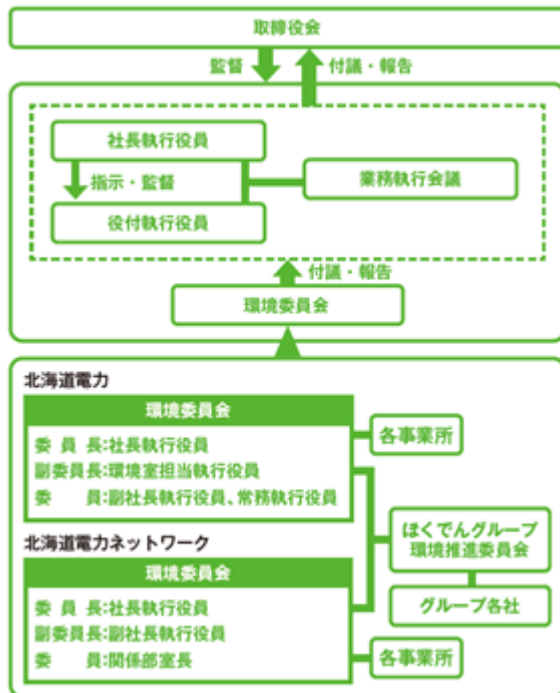 取締役会
監督
付議・報告
社長執行役員
指示・監督
業務執行会議
役付執行役員
付議・報告
環境委員会
北海道電力
環境委員会
委員長:社長執行役員
副委員長:環境室担当執行役員
委員:副社長執行役員、常務執行役員
各事業所
北海道電力ネットワーク
環境委員会
委員長:社長執行役員
副委員長:副社長執行役員
委員:関係部室長
ほくでんグループ
環境推進委員会
グループ各社
各事業所